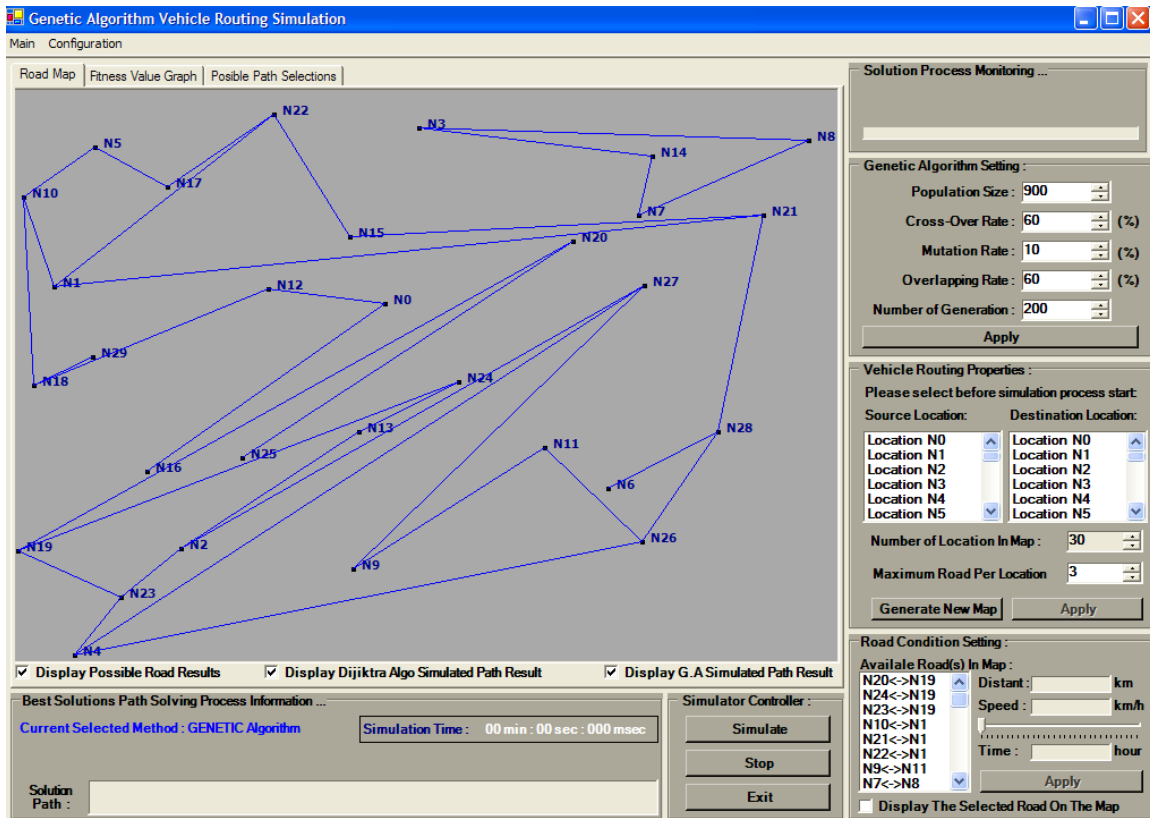 Genetic Algorithm Vehicle Routing Simulation
Main Configuration
Road Map Fitness Value Graph Posible Path Selections
N22
N3
N8
N5
N14
N17
N10
N7
N21
N15
N20
N1
N12
N27
N0
N29
N18
N24
N13
N28
N11
N25
N16
N6
N19
N2
N26
N9
N23
N4
Display Possible Road Results Display Dijiktra Algo Simulated Path Result Display G.A Simulated Path Result
Best Solutions Path Solving Process Information ...
Current Selected Method : GENETIC Algorithm
Simulation Time : 00 min : 00 sec : 000 msec
Solution
Path :
Simulator Controller :
Simulate
Stop
Exit
Solution Process Monitoring ...
Genetic Algorithm Setting :
Population Size : 900
Cross-Over Rate : 60 (%)
Mutation Rate : 10 (%)
Overlapping Rate : 60 (%)
Number of Generation : 200
Apply
Vehicle Routing Properties :
Please select before simulation process start:
Source Location: Destination Location:
Location N0 Location N0
Location N1 Location N1
Location N2 Location N2
Location N3 Location N3
Location N4 Location N4
Location N5 Location N5
Number of Location In Map : 30
Maximum Road Per Location 3
Generate New Map Apply
Road Condition Setting :
Availale Road(s) In Map :
N20<->N19
N24<->N19
N23<->N19
N10<->N1
N21<->N1
N22<->N1
N9<->N11
N7<->N8
Distant : km
Speed : km/h
Time : hour
Apply
Display The Selected Road On The Map